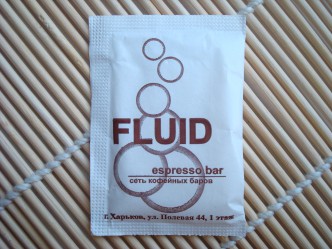 FLUID
espresso bar
сеть кофейных баров
г. Харьков, ул. Полевая 44, 1 этаж